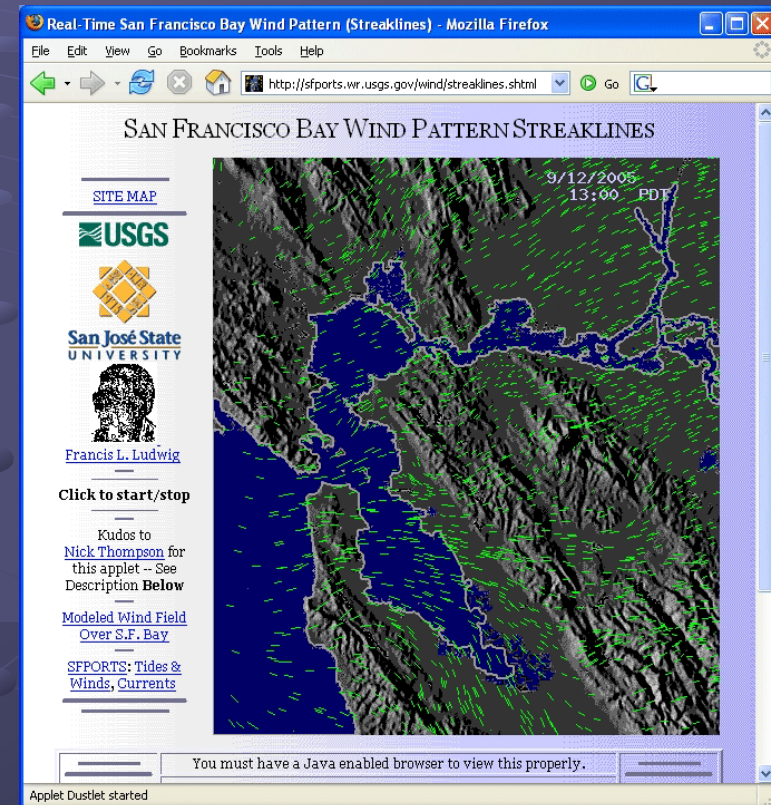 Real-Time San Francisco Bay Wind Pattern (Streaklines) - Mozilla Firefox
File Edit View Go Bookmarks Tools Help
http://sfports.wr.usgs.gov/wind/streaklines.shtml Go G
SAN FRANCISCO BAY WIND PATTERN STREAKLINES
9/12/2005
13:00 PDT
SITE MAP
USGS
San José State
UNIVERSITY
Francis L. Ludwig
Click to start/stop
Kudos to
Nick Thompson for
this applet -- See
Description Below
Modeled Wind Field
Over S.F. Bay
SFPORTS: Tides &
Winds, Currents
You must have a Java enabled browser to view this properly.
Applet Dustlet started